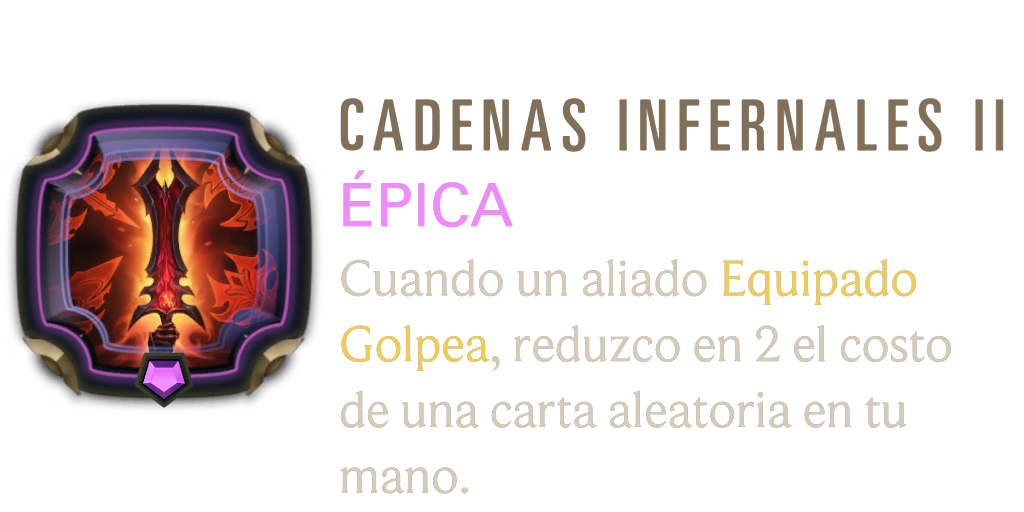 CADENAS INFERNALES II
ÉPICA
Cuando un aliado Equipado
Golpea, reduzco en 2 el costo
de una carta aleatoria en tu
mano.